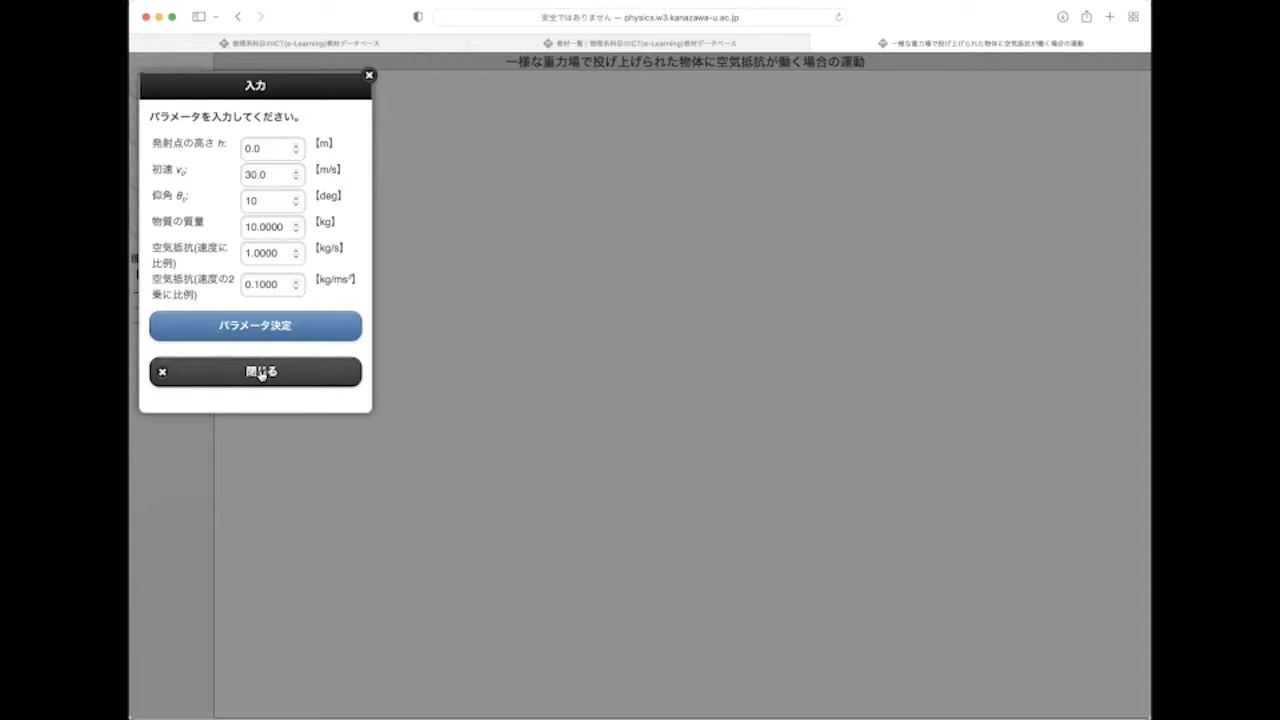 安全ではありません — physics.w3.kanazawa-u.ac.jp
物理系科目のICT(e-Learning)教材データベース
教材一覧：物理系科目のICT(e-Learning)教材データベース
一様な重力場で投げ上げられた物体に空気抵抗が働く場合の運動
一様な重力場で投げ上げられた物体に空気抵抗が働く場合の運動
入力
パラメータを入力してください。
発射点の高さ h: 0.0 【m】
初速 v₀: 30.0 【m/s】
仰角 θ₀: 10 【deg】
物質の質量 10.0000 【kg】
空気抵抗(速度に
比例) 1.0000 【kg/s】
空気抵抗(速度の2
乗に比例) 0.1000 【kg/ms²】
パラメータ決定
閉じる